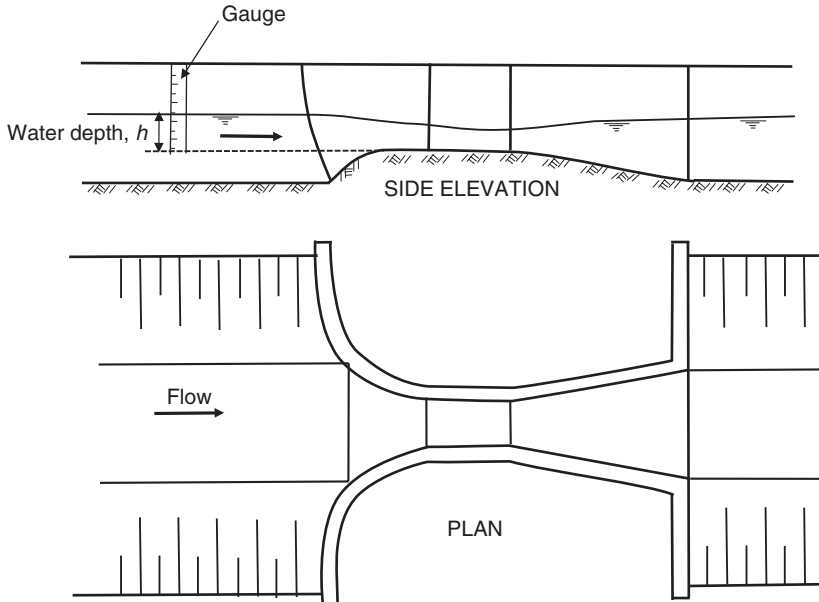 Gauge
Water depth, h
SIDE ELEVATION
Flow
PLAN